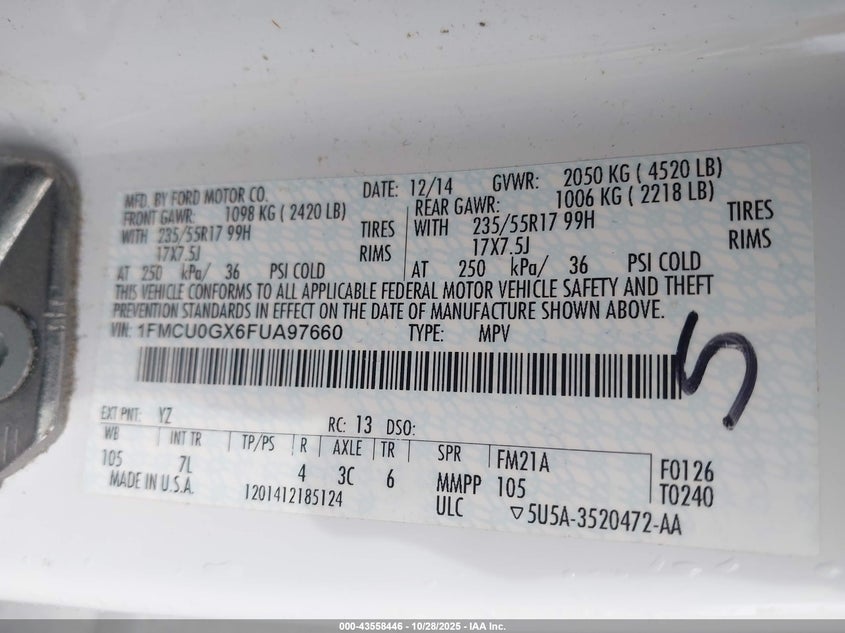 MFD. BY FORD MOTOR CO. DATE: 12/14 GVWR: 2050 KG ( 4520 LB)
FRONT GAWR: 1098 KG ( 2420 LB) REAR GAWR: 1006 KG ( 2218 LB)
WITH 235/55R17 99H TIRES WITH 235/55R17 99H TIRES
17X7.5J RIMS 17X7.5J RIMS
AT 250 kPa/ 36 PSI COLD AT 250 kPa/ 36 PSI COLD
THIS VEHICLE CONFORMS TO ALL APPLICABLE FEDERAL MOTOR VEHICLE SAFETY AND THEFT
PREVENTION STANDARDS IN EFFECT ON THE DATE OF MANUFACTURE SHOWN ABOVE.
VIN: 1FMCU0GX6FUA97660 TYPE: MPV
5
EXT PNT: YZ RC: 13 DSO:
WB INT TR TP/PS R AXLE TR SPR FM21A F0126
105 7L 4 3C 6 MMPP 105 T0240
MADE IN U.S.A. 1201412185124 ULC ▽5U5A-3520472-AA
000-43558446 | 10/28/2025 | IAA Inc.